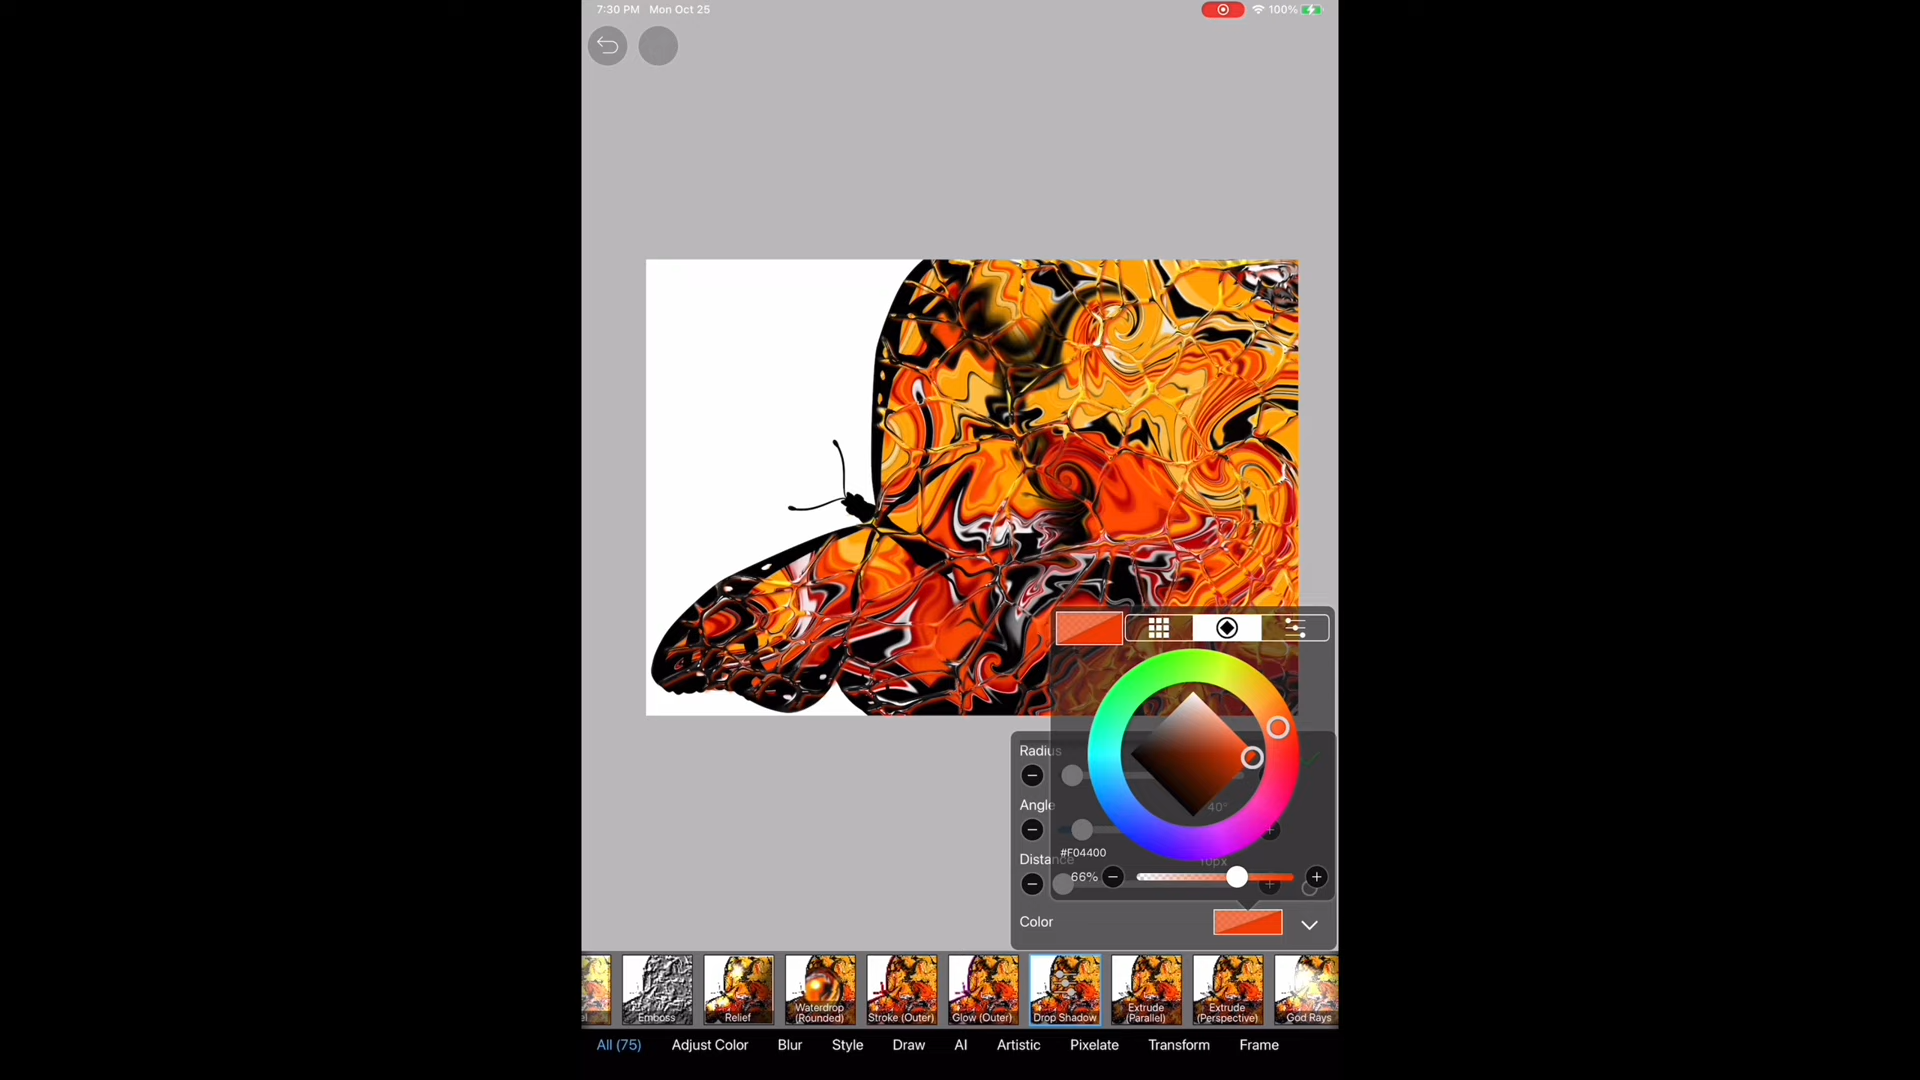 7:30 PM Mon Oct 25
100%
Radius
Angle
40°
#F04400
Distance
10px
66%
Color
Emboss
Relief
Waterdrop
(Rounded)
Stroke (Outer)
Glow (Outer)
Drop Shadow
Extrude
(Parallel)
Extrude
(Perspective)
God Rays
All (75)
Adjust Color
Blur
Style
Draw
AI
Artistic
Pixelate
Transform
Frame